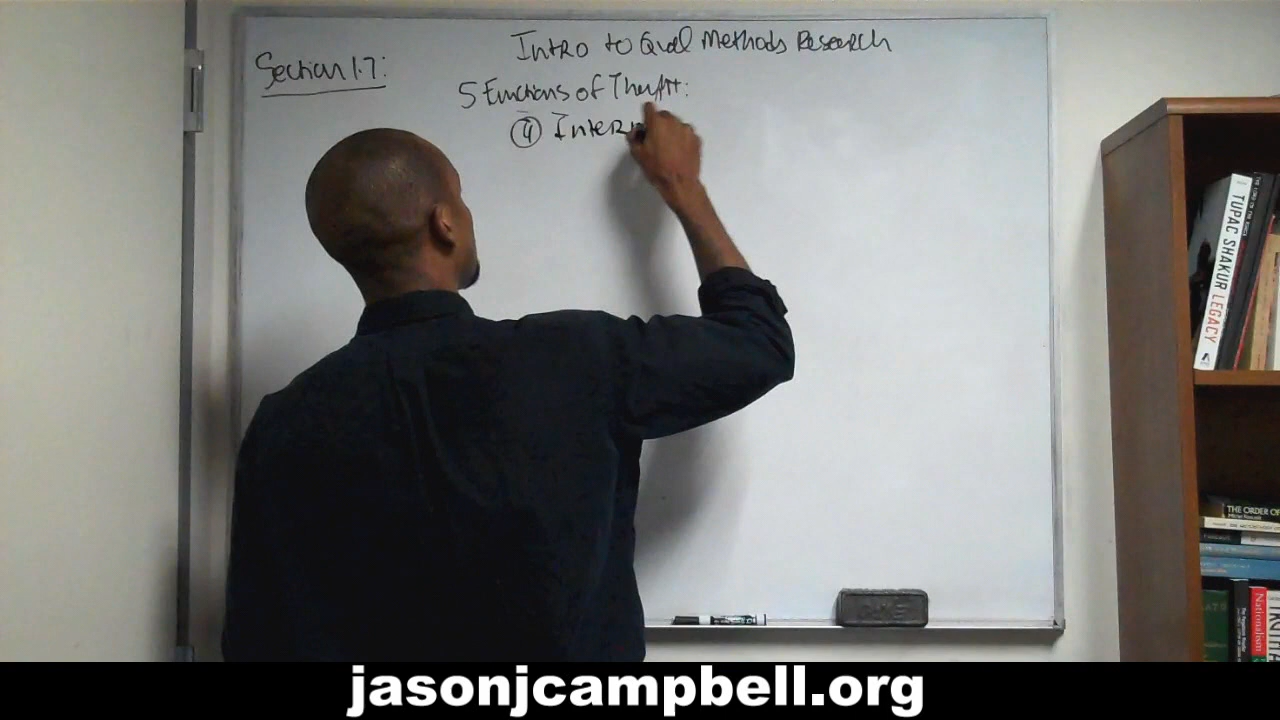 Intro to Qual Methods Research
Section 1.7:
5 Functions of
④ Inter
TUPAC SHAKUR LEGACY
THE ORDER OF
Nationalism
jasonjcampbell.org